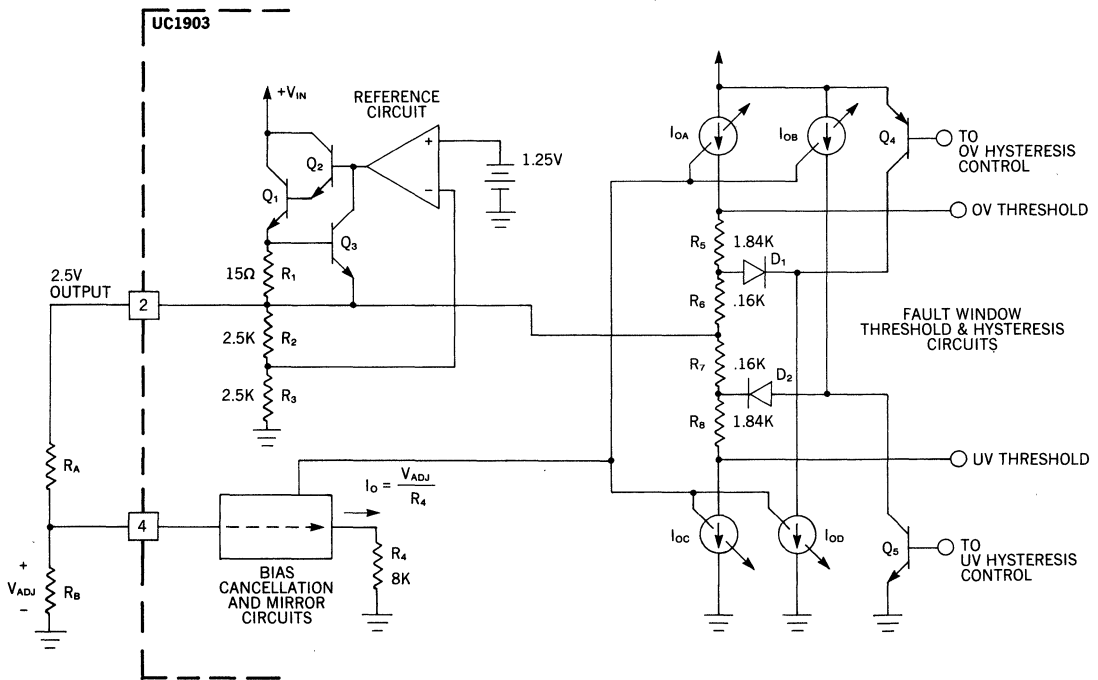 UC1903
+VIN
REFERENCE
CIRCUIT
Q2
+
1.25V
Q1
−
Q3
15Ω R1
2.5V
OUTPUT
2
2.5K R2
2.5K R3
RA
4
+
VADJ RB
−
IO = VADJ
R4
R4
8K
BIAS
CANCELLATION
AND MIRROR
CIRCUITS
IOA
IOB
Q4
TO
OV HYSTERESIS
CONTROL
OV THRESHOLD
R5 1.84K
D1
R6 .16K
FAULT WINDOW
THRESHOLD & HYSTERESIS
CIRCUITS
R7 .16K
D2
R8 1.84K
UV THRESHOLD
IOC
IOD
Q5
TO
UV HYSTERESIS
CONTROL